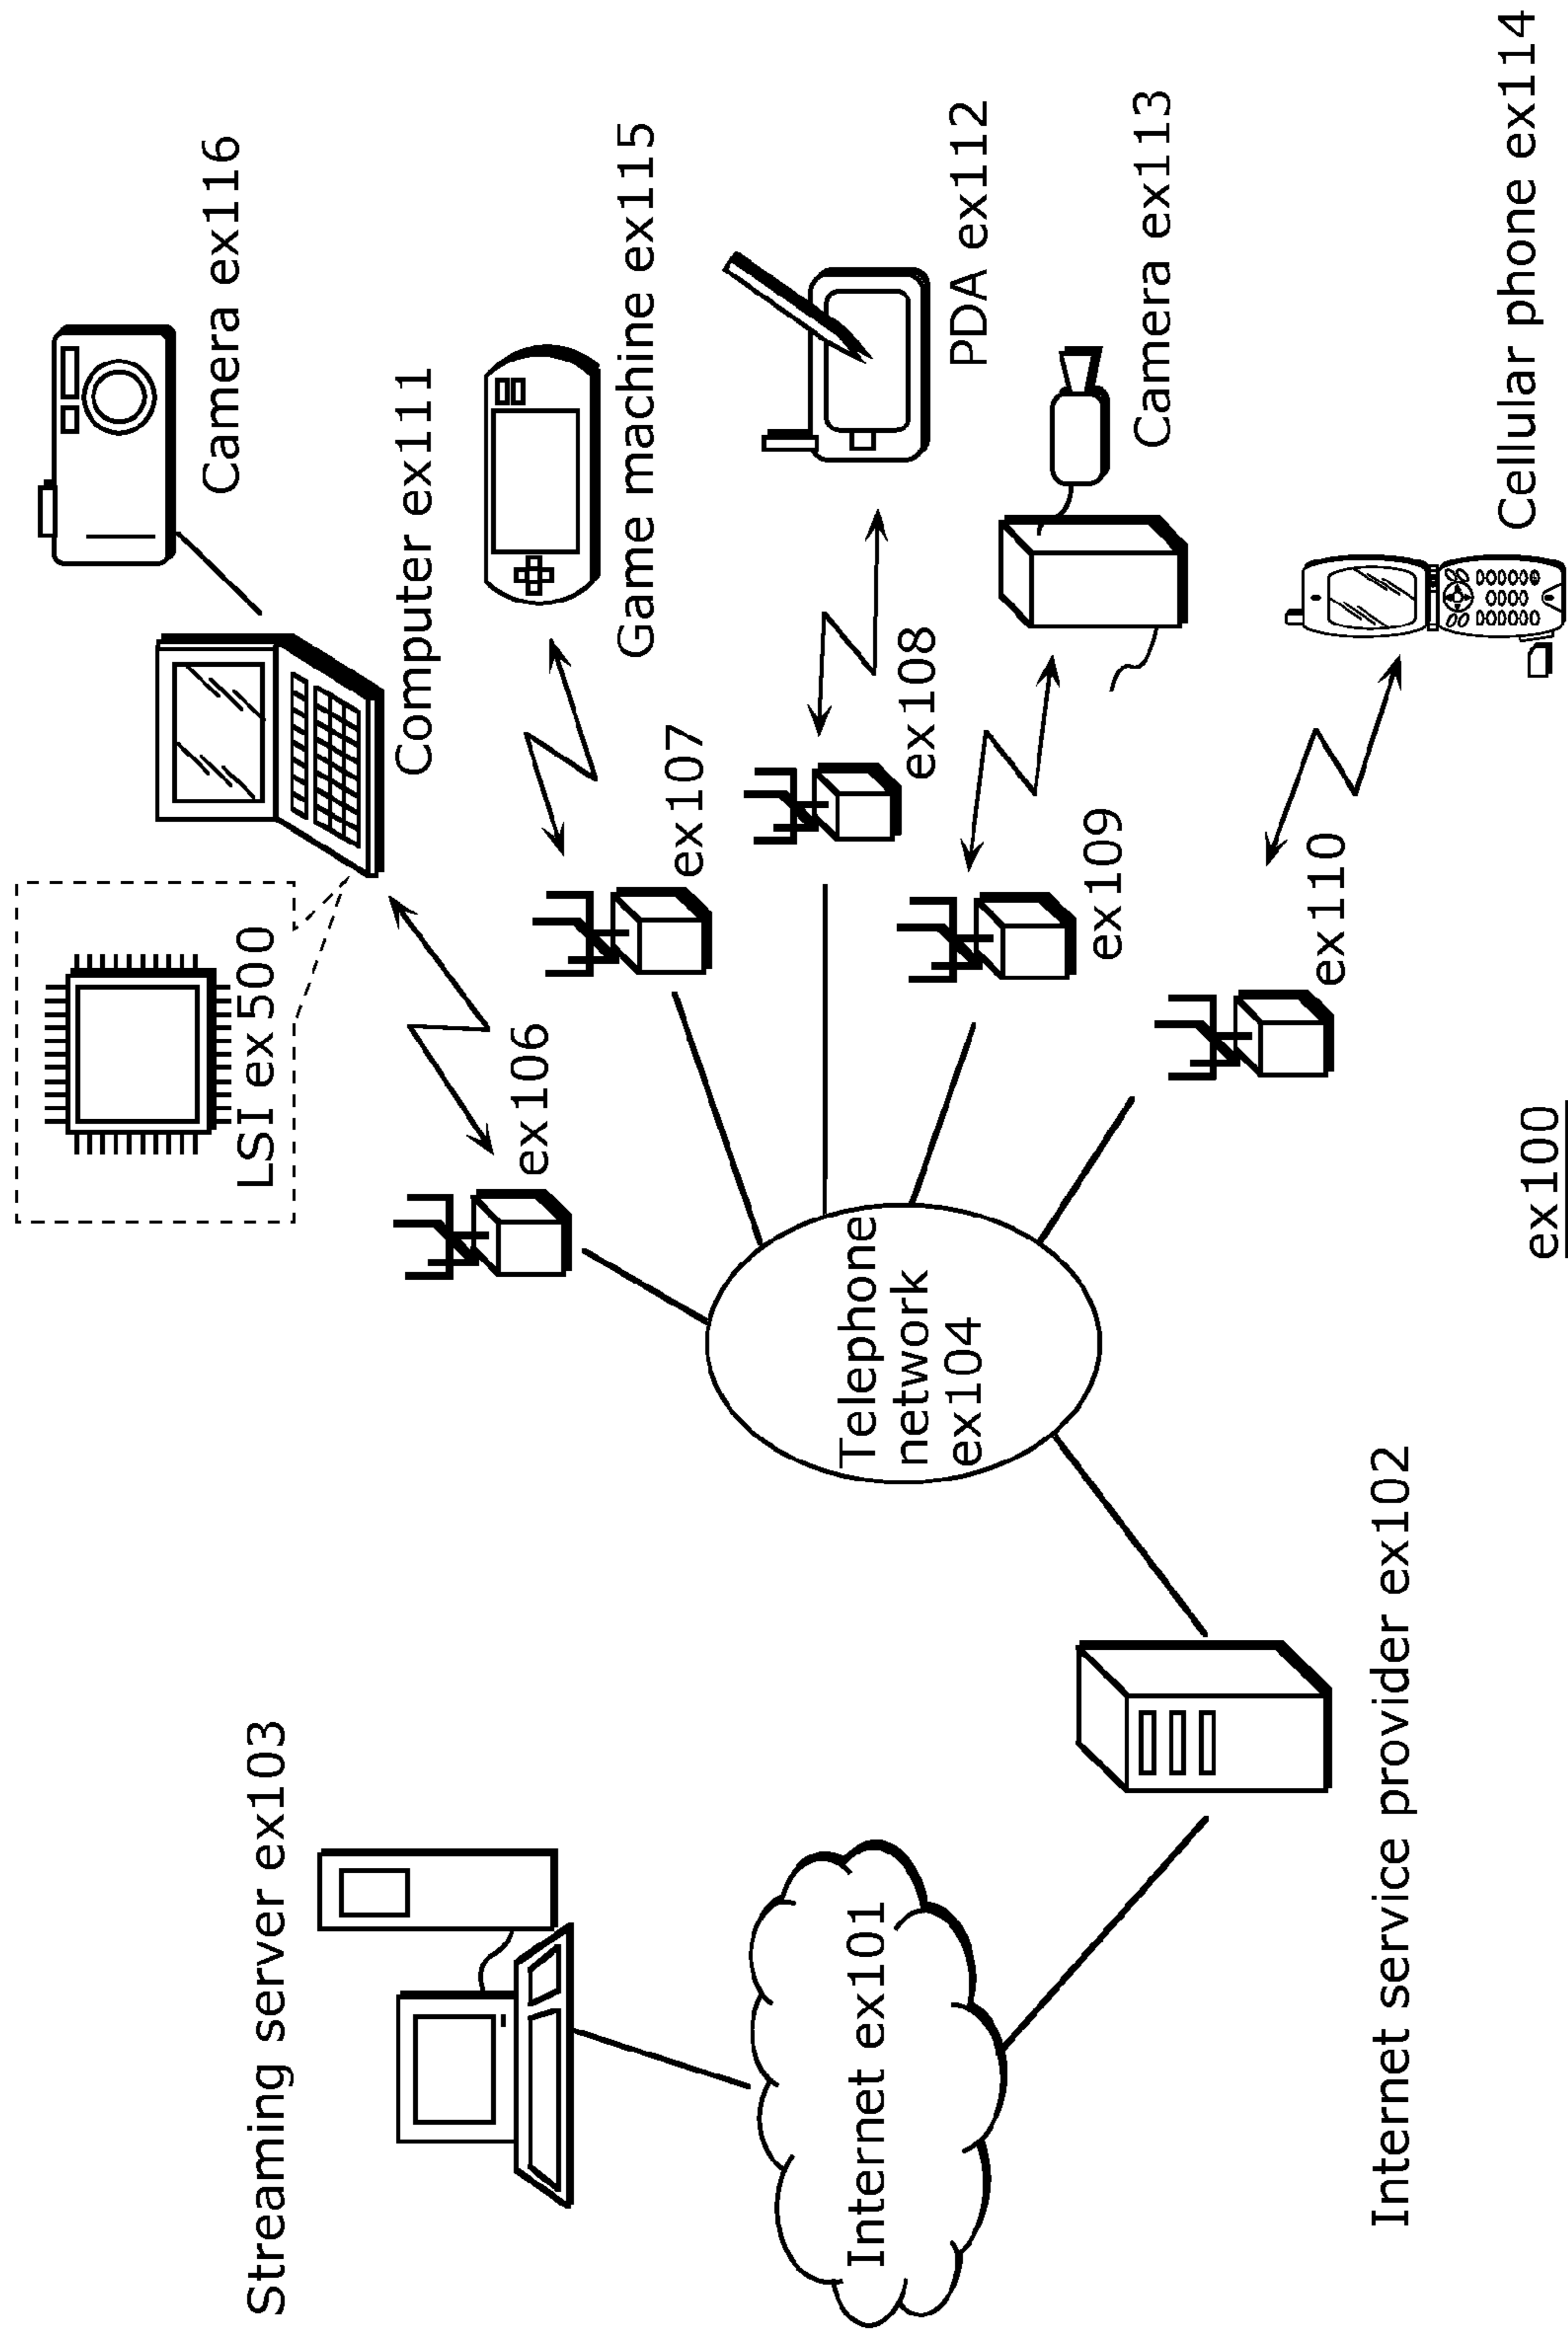 ex100
Streaming server ex103
Internet ex101
Internet service provider ex102
Telephone
network
ex104
LSI ex500
ex106
ex107
ex108
ex109
ex110
Camera ex116
Computer ex111
Game machine ex115
PDA ex112
Camera ex113
Cellular phone ex114